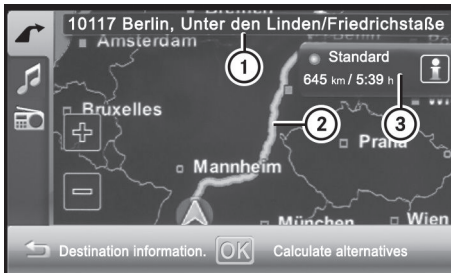 10117 Berlin, Unter den Linden/Friedrichstaße
Amsterdam
1
Standard
645 km / 5:39 h
Bruxelles
2
3
Mannheim
München
Wien
Destination information. OK Calculate alternatives